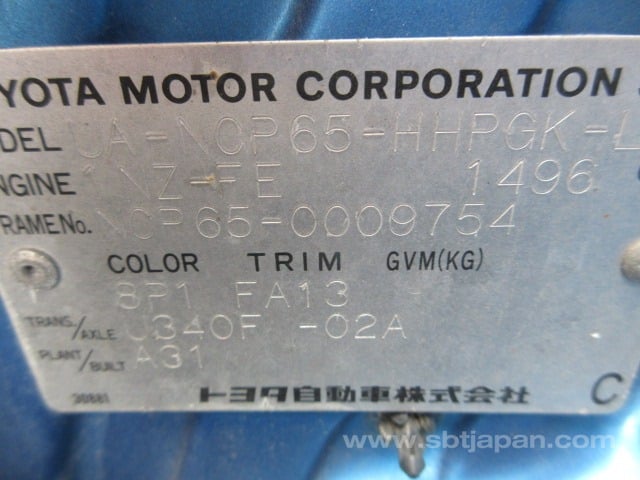 YOTA MOTOR CORPORATION
DEL UA-NCP65-HHPGK-L
NGINE 1NZ-FE 1496
RAME No. NCP65-0009754
COLOR TRIM GVM(KG)
8P1 FA13
TRANS./AXLE U340F -02A
PLANT/BUILT A31
30881 トヨタ自動車株式会社 C
www.sbtjapan.com